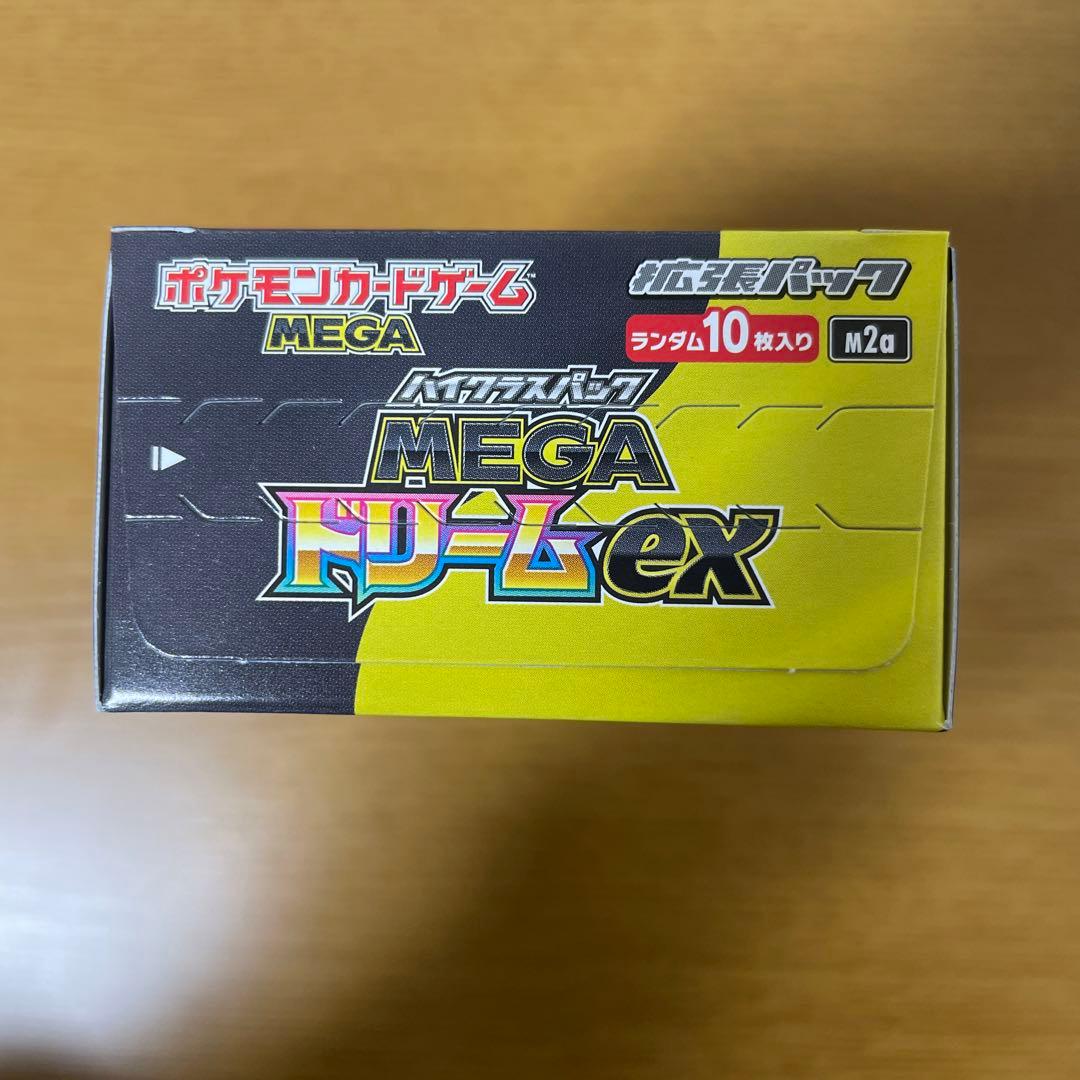 ポケモンカードゲーム™
MEGA
拡張パック
ランダム10枚入り
M2a
ハイクラスパック
MEGA
ドリームex